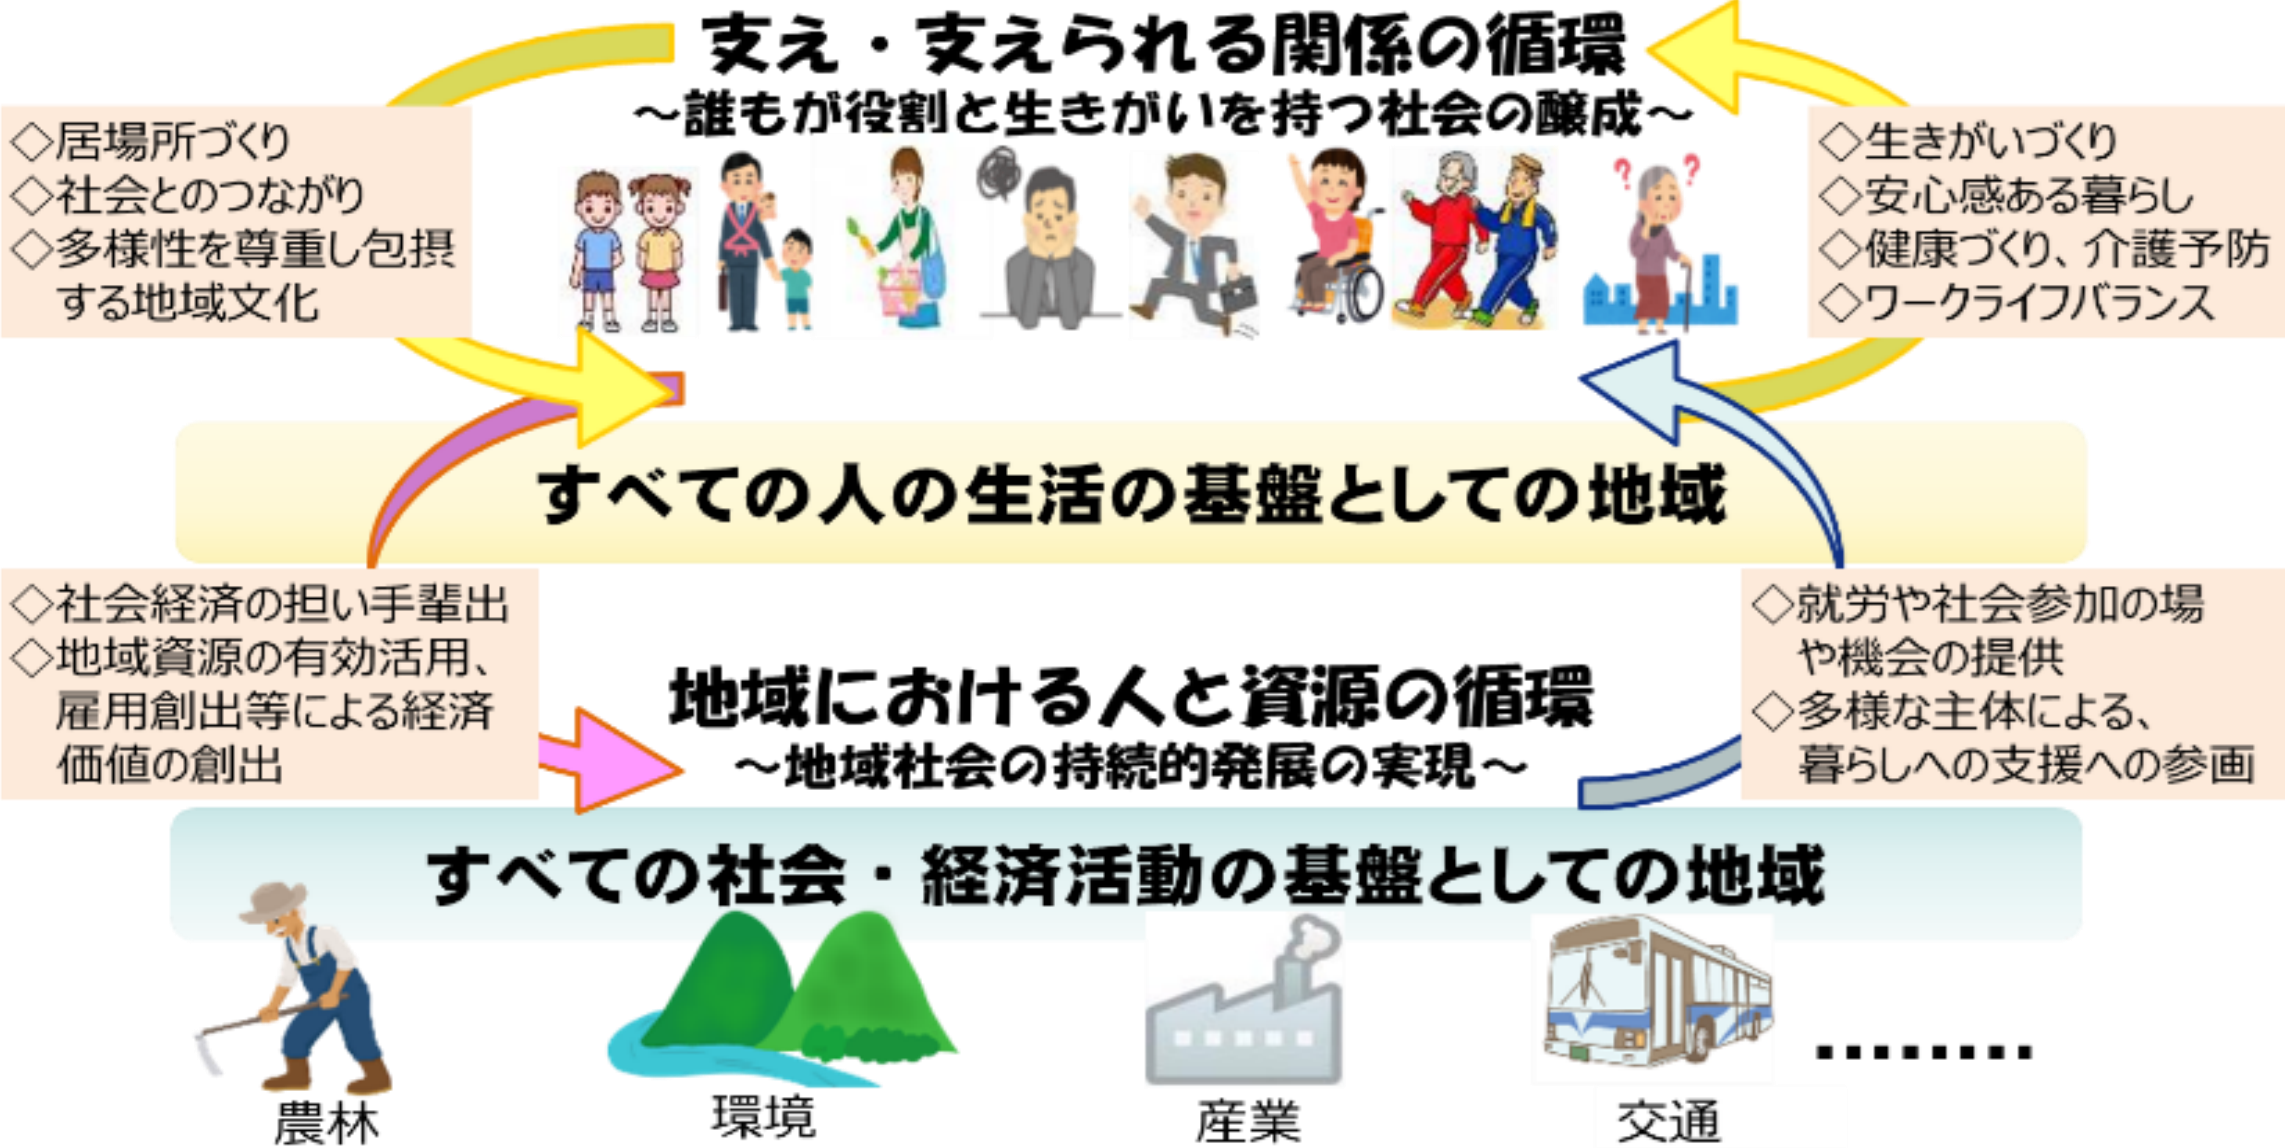 支え・支えられる関係の循環
～誰もが役割と生きがいを持つ社会の醸成～
◇居場所づくり
◇社会とのつながり
◇多様性を尊重し包摂
する地域文化
◇生きがいづくり
◇安心感ある暮らし
◇健康づくり、介護予防
◇ワークライフバランス
??
すべての人の生活の基盤としての地域
◇社会経済の担い手輩出
◇地域資源の有効活用、
雇用創出等による経済
価値の創出
地域における人と資源の循環
～地域社会の持続的発展の実現～
◇就労や社会参加の場
や機会の提供
◇多様な主体による、
暮らしへの支援への参画
すべての社会・経済活動の基盤としての地域
農林
環境
産業
交通
‥‥‥‥